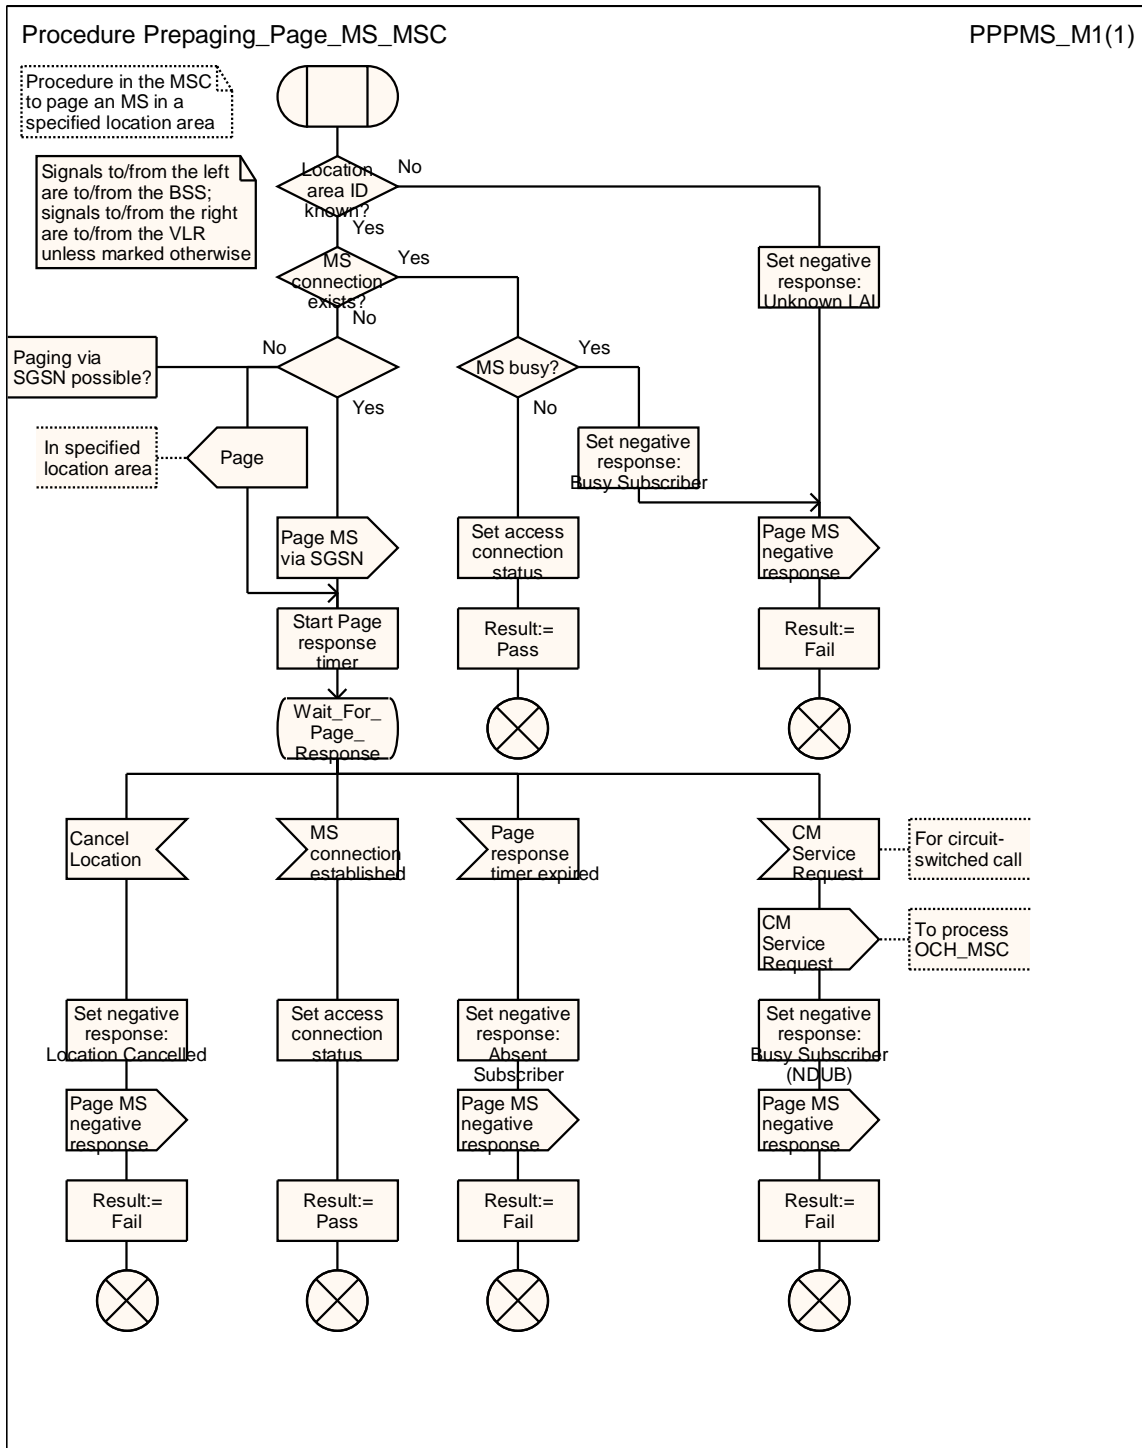 Procedure Prepaging_Page_MS_MSC
PPPMS_M1(1)
Procedure in the MSC
to page an MS in a
specified location area
Signals to/from the left
are to/from the BSS;
signals to/from the right
are to/from the VLR
unless marked otherwise
Location
area ID
known?
No
Yes
MS
connection
exists?
Yes
No
Set negative
response:
Unknown LAI
Paging via
SGSN possible?
No
Yes
MS busy?
Yes
No
In specified
location area
Page
Set negative
response:
Busy Subscriber
Page MS
via SGSN
Set access
connection
status
Page MS
negative
response
Start Page
response
timer
Result:=
Pass
Result:=
Fail
Wait_For_
Page_
Response
Cancel
Location
MS
connection
established
Page
response
timer expired
CM
Service
Request
For circuit-
switched call
CM
Service
Request
To process
OCH_MSC
Set negative
response:
Location Cancelled
Set access
connection
status
Set negative
response:
Absent
Subscriber
Set negative
response:
Busy Subscriber
(NDUB)
Page MS
negative
response
Page MS
negative
response
Page MS
negative
response
Result:=
Fail
Result:=
Pass
Result:=
Fail
Result:=
Fail